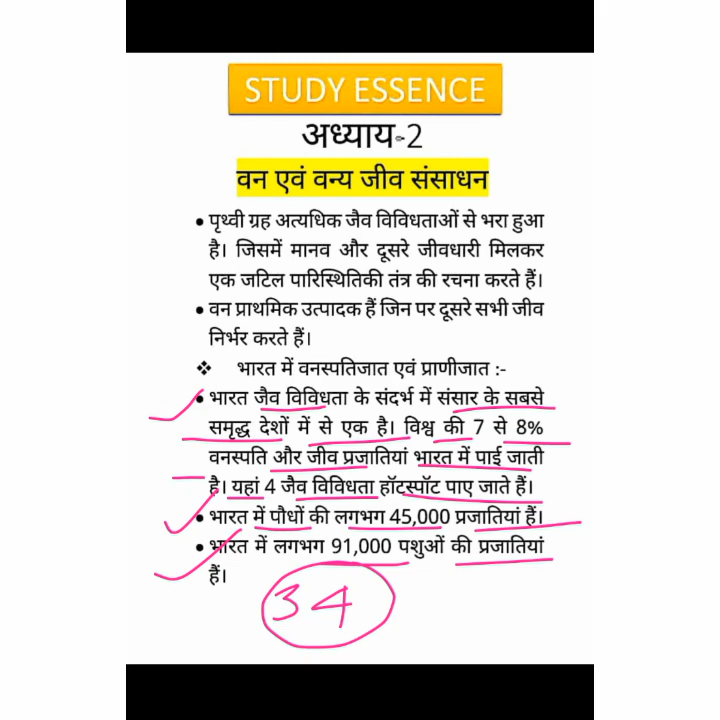 STUDY ESSENCE
अध्याय-2
वन एवं वन्य जीव संसाधन
• पृथ्वी ग्रह अत्यधिक जैव विविधताओं से भरा हुआ
है। जिसमें मानव और दूसरे जीवधारी मिलकर
एक जटिल पारिस्थितिकी तंत्र की रचना करते हैं।
• वन प्राथमिक उत्पादक हैं जिन पर दूसरे सभी जीव
निर्भर करते हैं।
❖ भारत में वनस्पतिजात एवं प्राणीजात :-
• भारत जैव विविधता के संदर्भ में संसार के सबसे
समृद्ध देशों में से एक है। विश्व की 7 से 8%
वनस्पति और जीव प्रजातियां भारत में पाई जाती
है। यहां 4 जैव विविधता हॉटस्पॉट पाए जाते हैं।
• भारत में पौधों की लगभग 45,000 प्रजातियां हैं।
• भारत में लगभग 91,000 पशुओं की प्रजातियां
हैं।
34